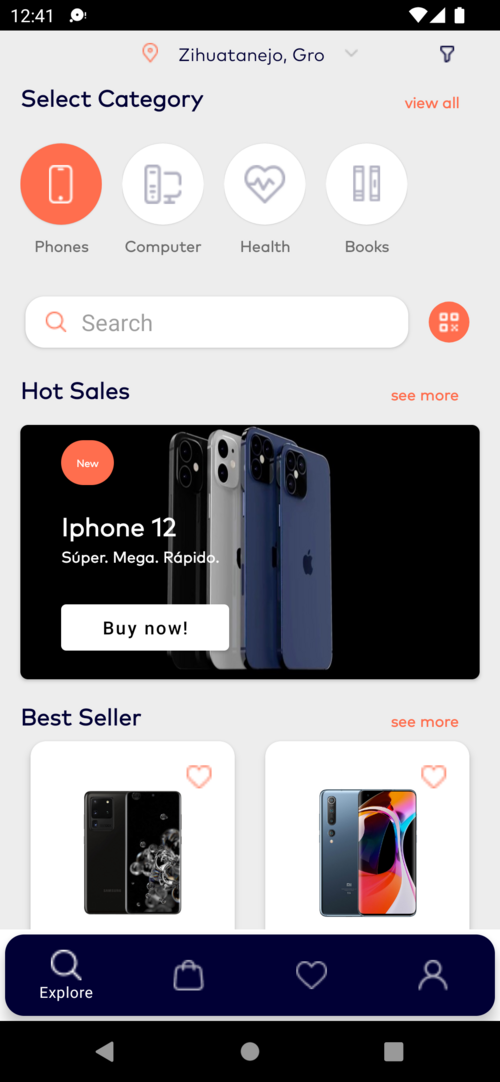 12:41
Zihuatanejo, Gro
Select Category
view all
Phones
Computer
Health
Books
Search
Hot Sales
see more
New
Iphone 12
Súper. Mega. Rápido.
Buy now!
Best Seller
see more
Explore